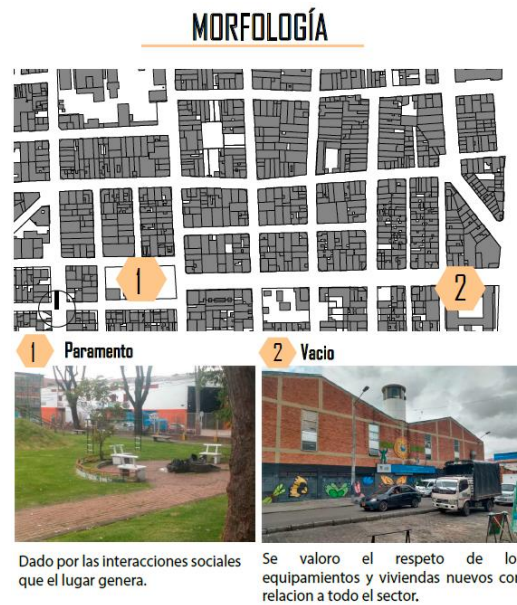 MORFOLOGÍA
1
2
1 Paramento
2 Vacio
Dado por las interacciones sociales
que el lugar genera.
Se valoro el respeto de lo
equipamientos y viviendas nuevos con
relacion a todo el sector.